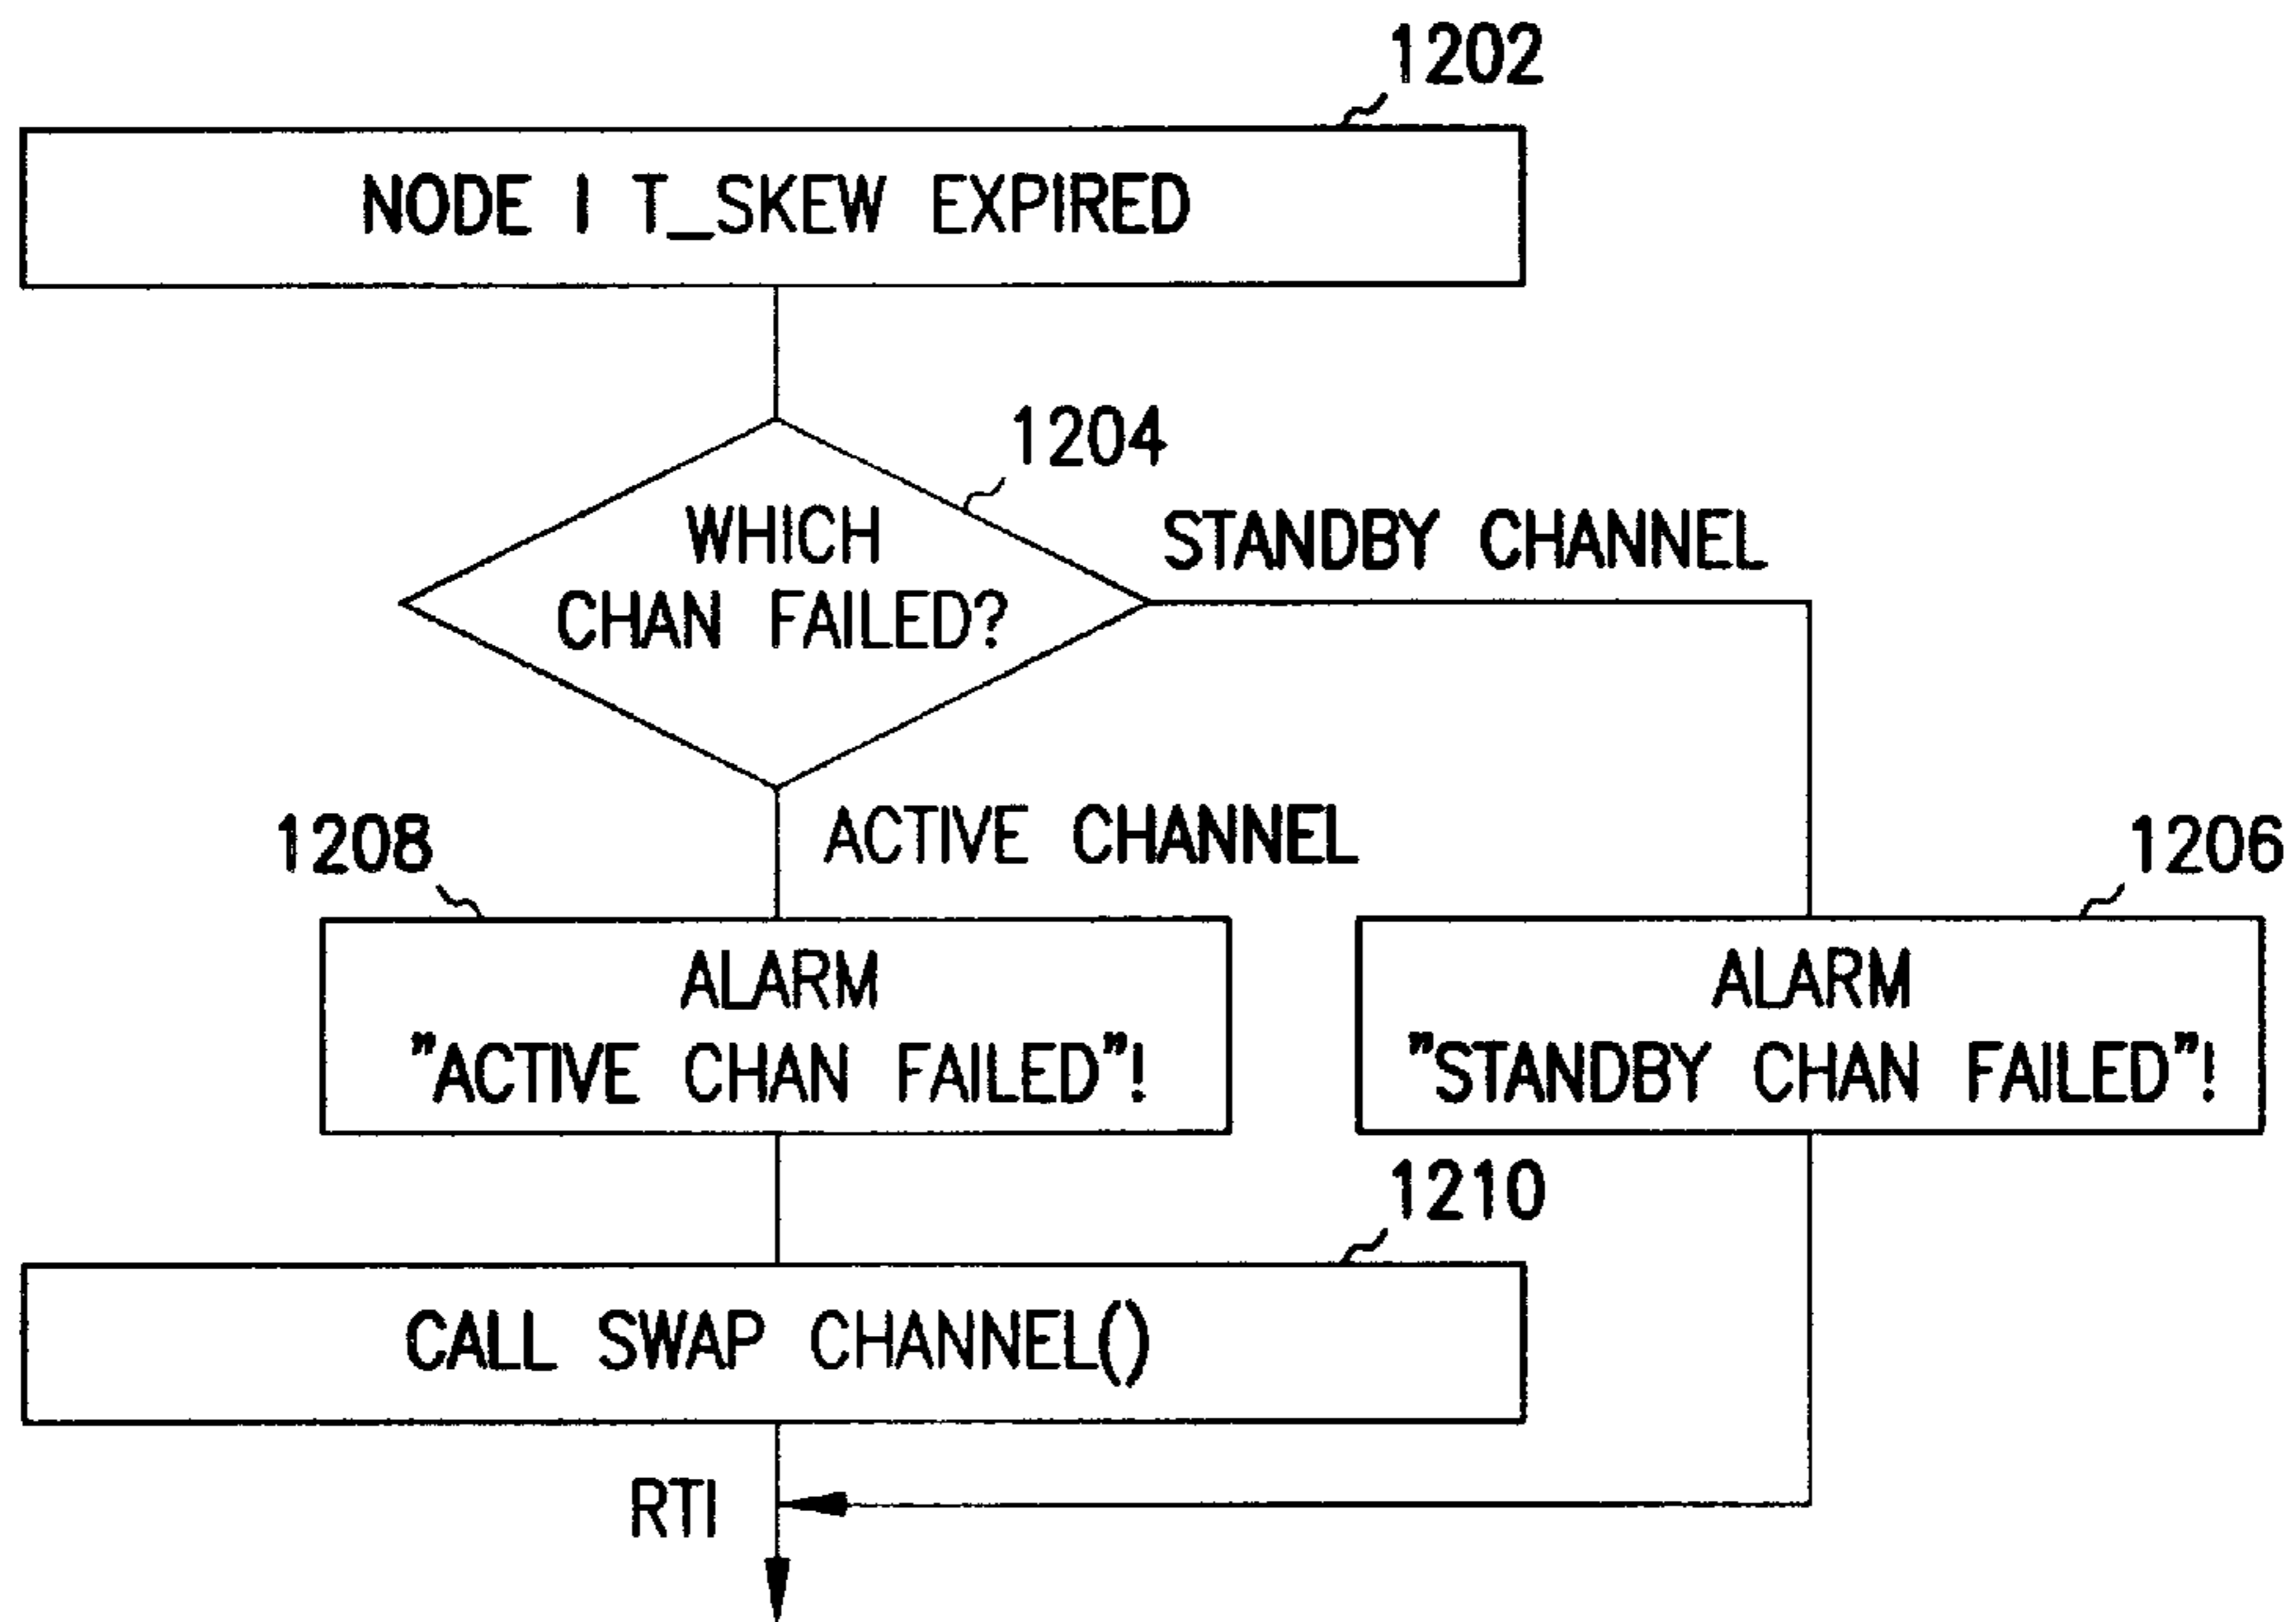 1202
NODE I T_SKEW EXPIRED
1204
WHICH
CHAN FAILED?
STANDBY CHANNEL
ACTIVE CHANNEL
1208
1206
ALARM
"ACTIVE CHAN FAILED"!
ALARM
"STANDBY CHAN FAILED"!
1210
CALL SWAP CHANNEL()
RTI